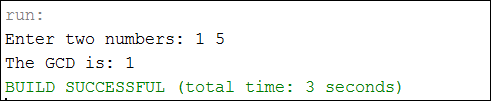 run:
Enter two numbers: 1 5
The GCD is: 1
BUILD SUCCESSFUL (total time: 3 seconds)